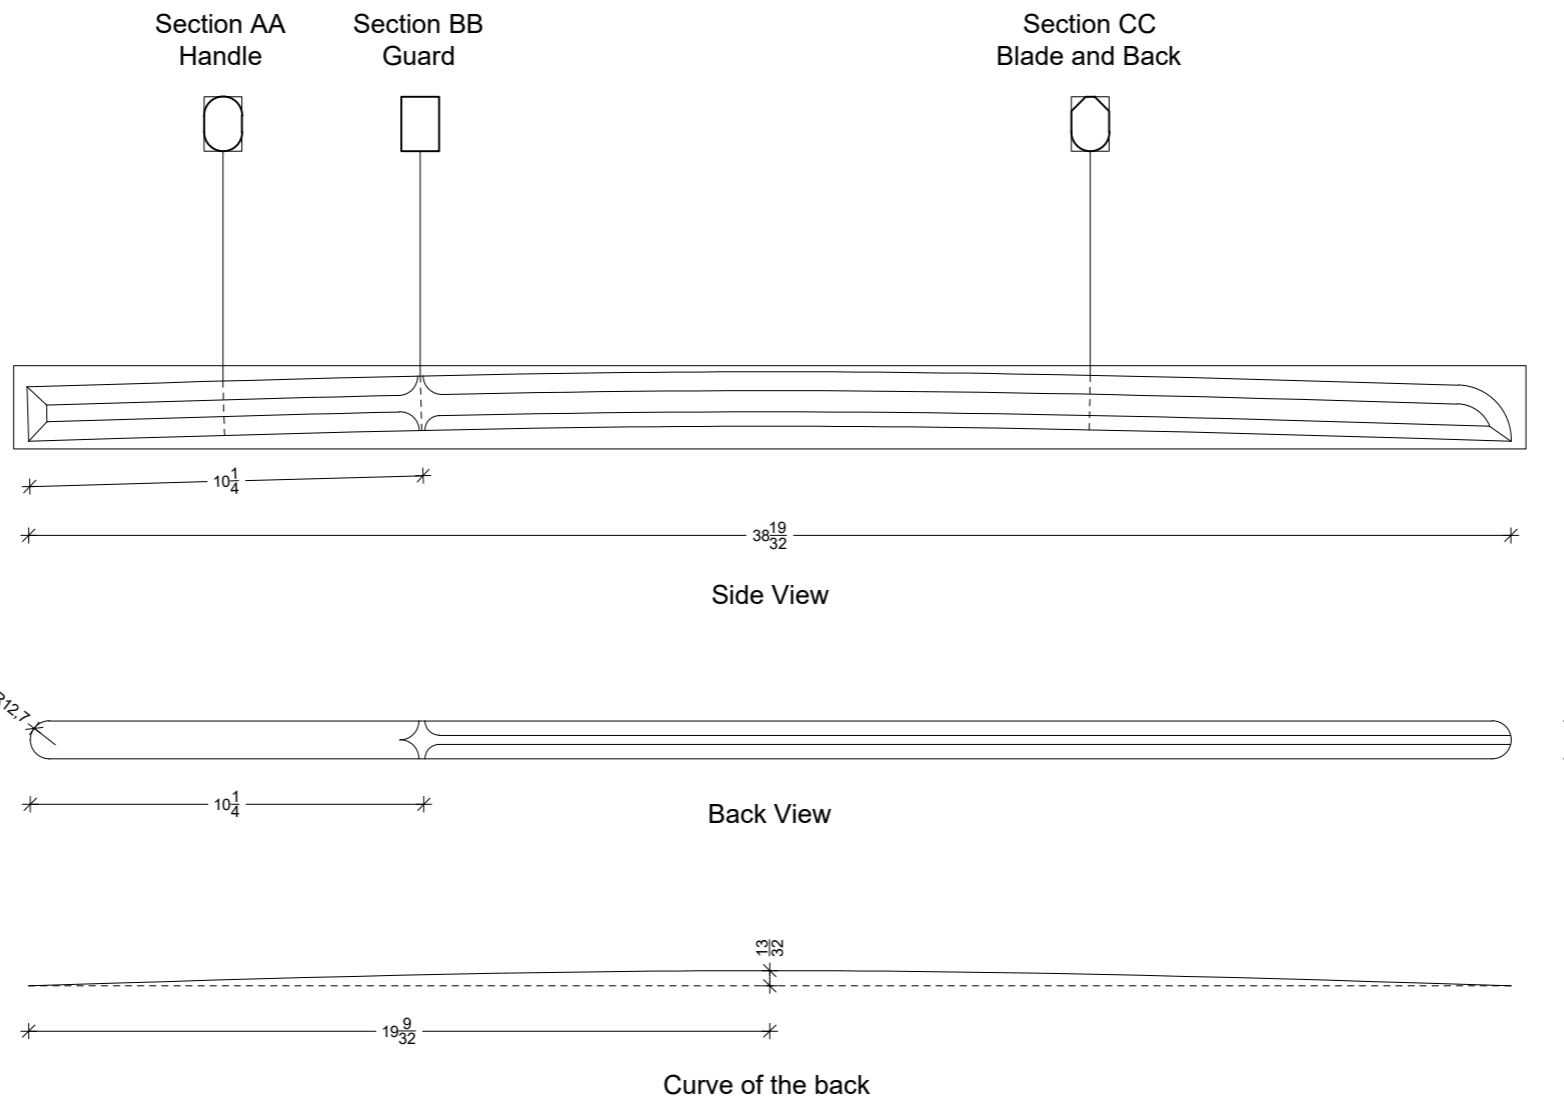 Section AA
Handle
Section BB
Guard
Section CC
Blade and Back
10 1/4
38 19/32
Side View
R12,7
10 1/4
Back View
13/32
19 9/32
Curve of the back